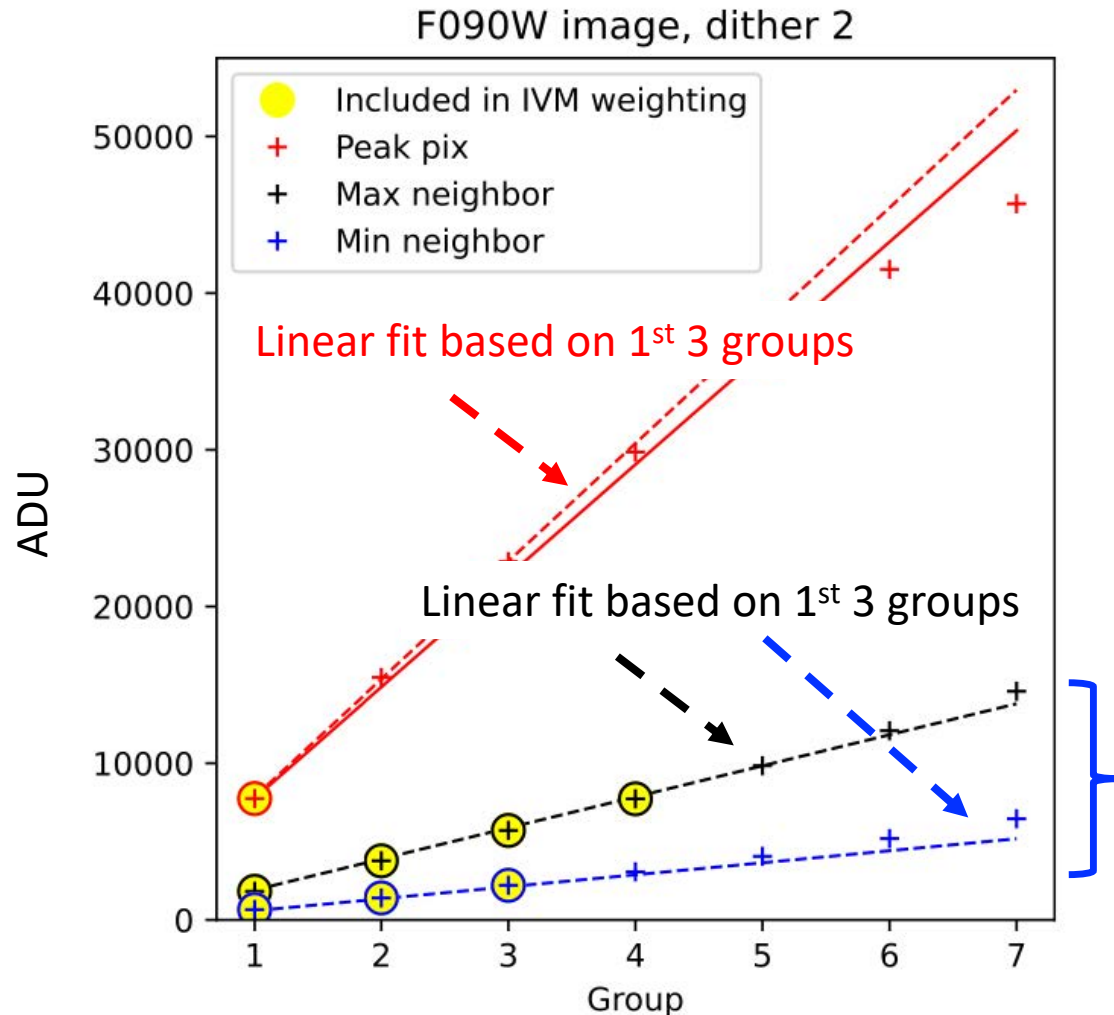 F090W image, dither 2
Included in IVM weighting
Peak pix
Max neighbor
Min neighbor
50000
40000
Linear fit based on 1st 3 groups
30000
ADU
20000
Linear fit based on 1st 3 groups
10000
0
1 2 3 4 5 6 7
Group